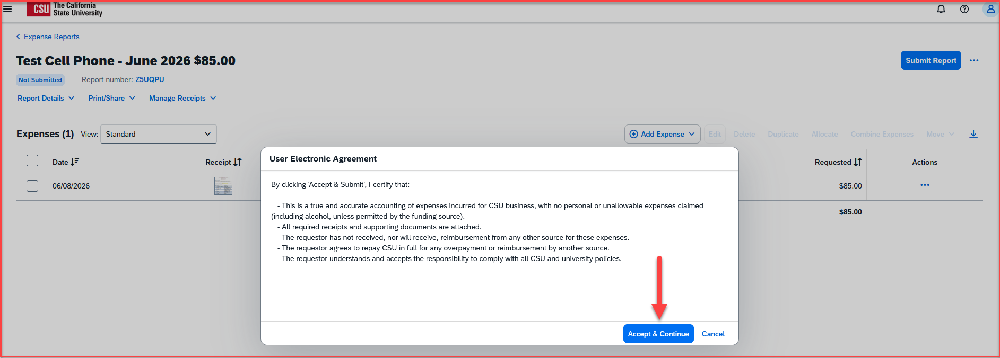 CSU The California
State University
Expense Reports
Test Cell Phone - June 2026 $85.00
Submit Report
Not Submitted Report number: Z5UQPU
Report Details Print/Share Manage Receipts
Expenses (1) View: Standard Add Expense Edit Delete Duplicate Allocate Combine Expenses Move
Date Receipt Requested Actions
06/08/2026 $85.00
$85.00
User Electronic Agreement
By clicking 'Accept & Submit', I certify that:
- This is a true and accurate accounting of expenses incurred for CSU business, with no personal or unallowable expenses claimed
(including alcohol, unless permitted by the funding source).
- All required receipts and supporting documents are attached.
- The requestor has not received, nor will receive, reimbursement from any other source for these expenses.
- The requestor agrees to repay CSU in full for any overpayment or reimbursement by another source.
- The requestor understands and accepts the responsibility to comply with all CSU and university policies.
Accept & Continue Cancel